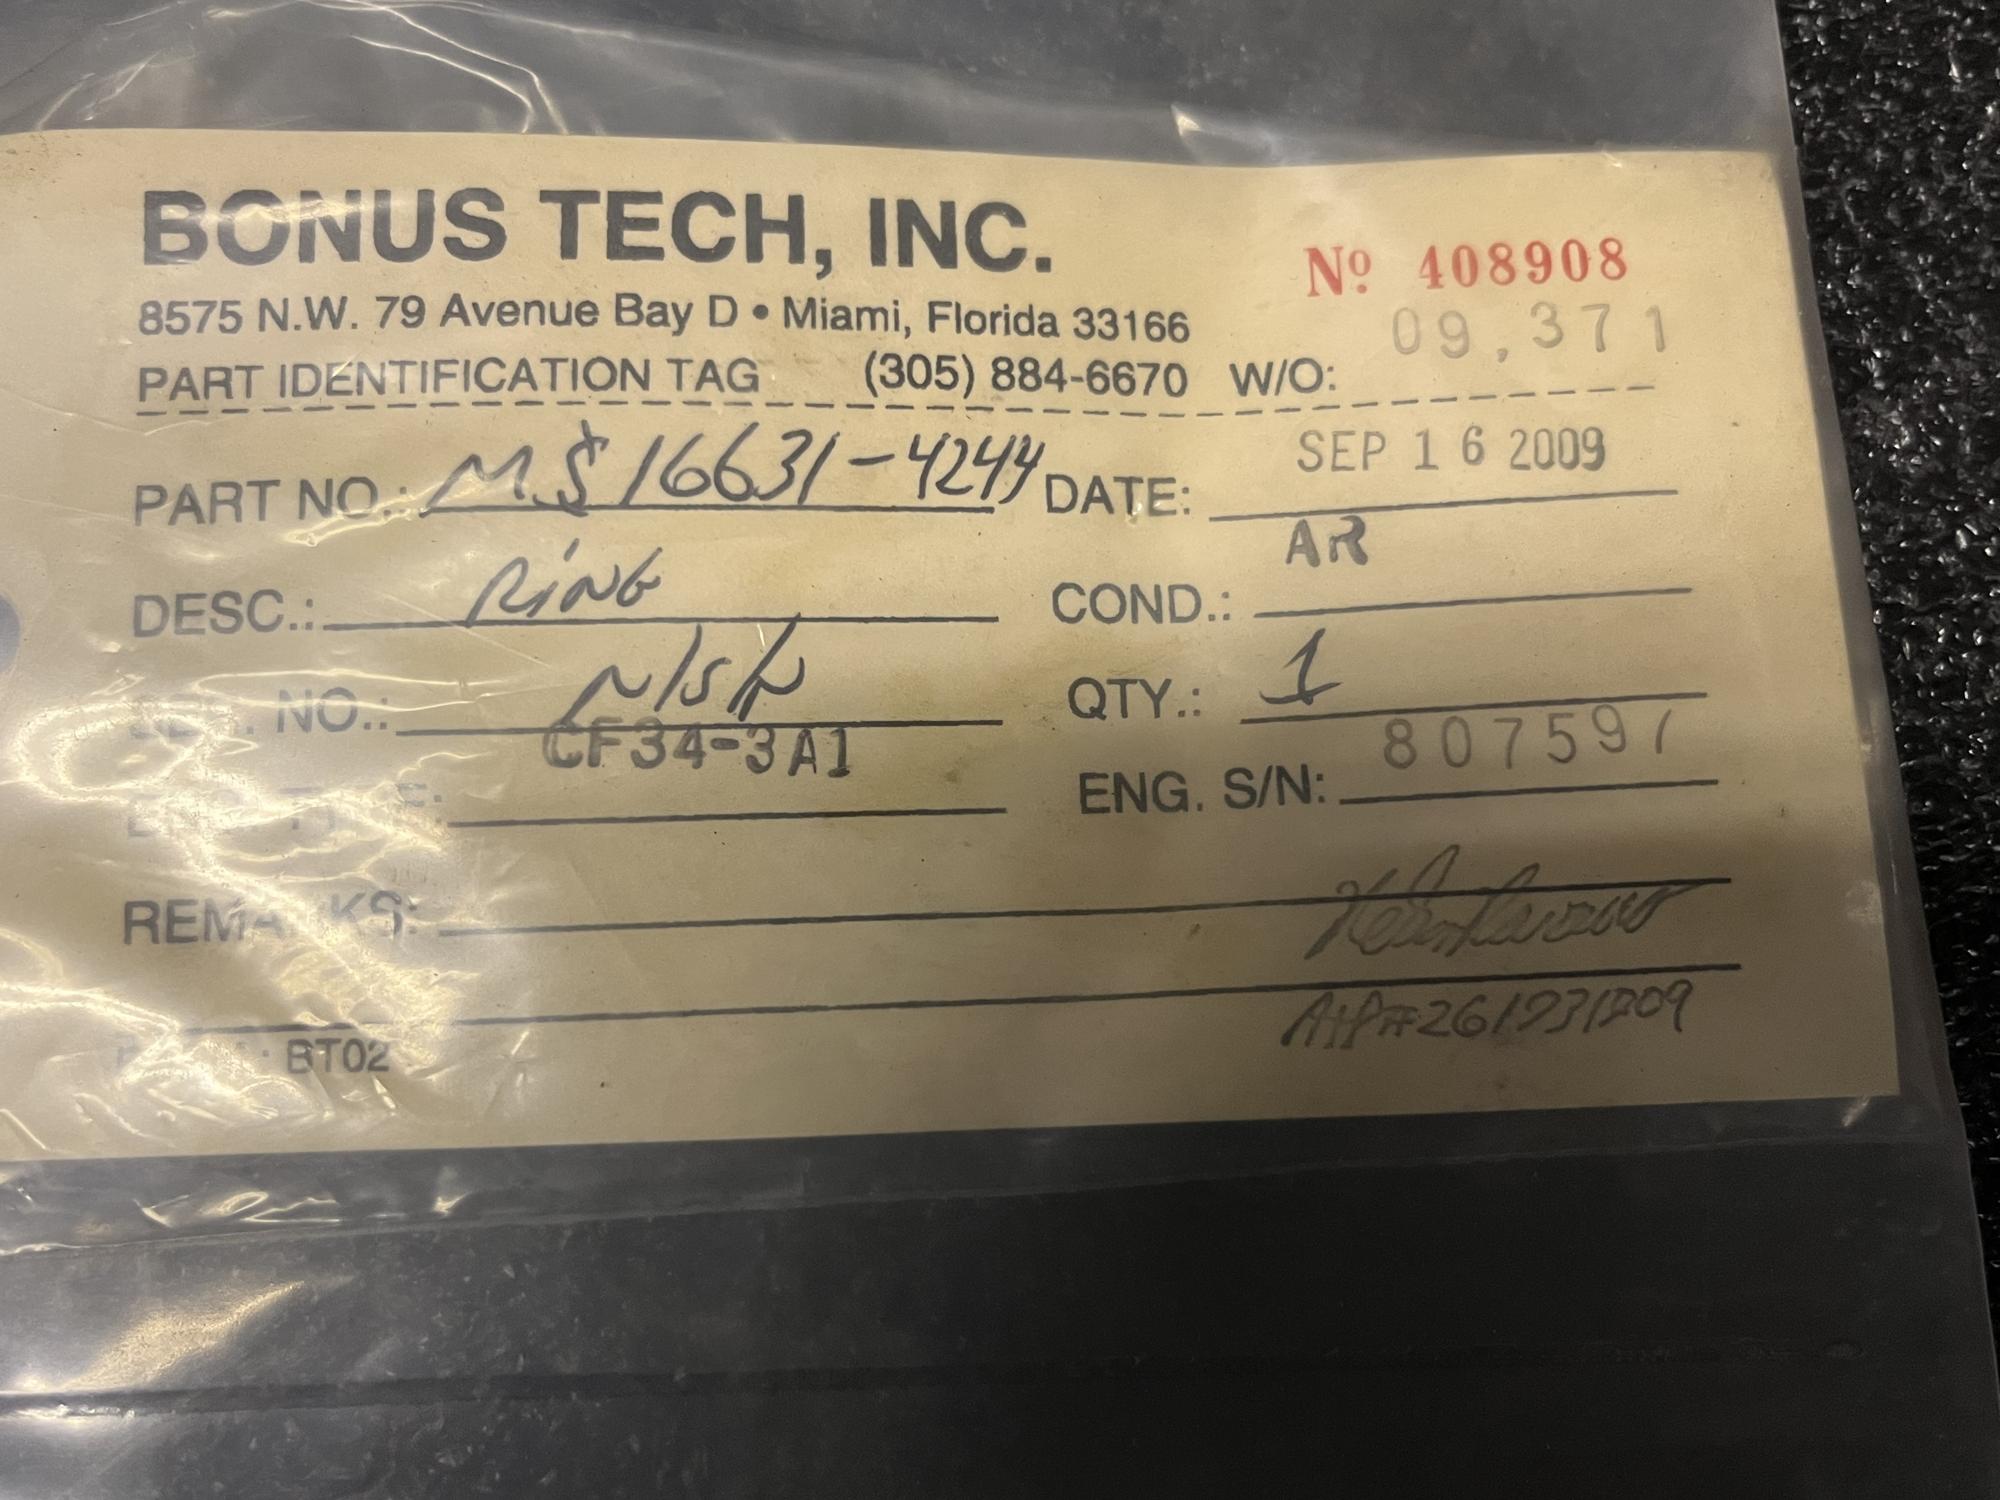 BONUS TECH, INC.
Nº 408908
8575 N.W. 79 Avenue Bay D • Miami, Florida 33166
PART IDENTIFICATION TAG (305) 884-6670 W/O: 09,371
PART NO.: MS16631-4244 DATE: SEP 16 2009
DESC.: RING COND.: AR
NO.: N/S/N QTY.: 1
CF34-3A1 ENG. S/N: 807597
REMARKS:
BT02